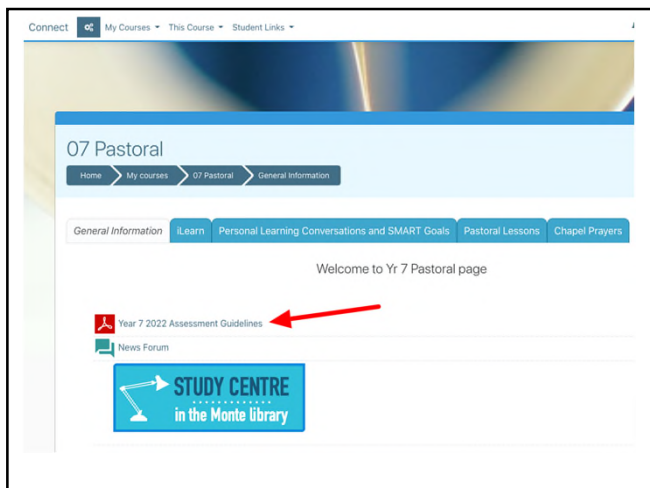 Connect My Courses This Course Student Links
07 Pastoral
Home My courses 07 Pastoral General Information
General Information iLearn Personal Learning Conversations and SMART Goals Pastoral Lessons Chapel Prayers
Welcome to Yr 7 Pastoral page
Year 7 2022 Assessment Guidelines
News Forum
STUDY CENTRE
in the Monte library